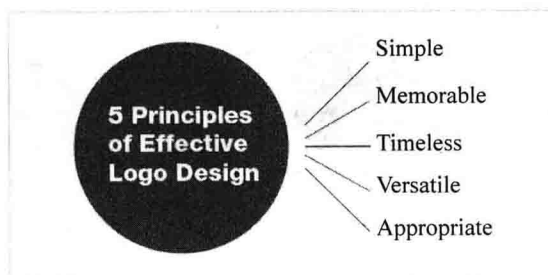 5 Principles
of Effective
Logo Design
Simple
Memorable
Timeless
Versatile
Appropriate